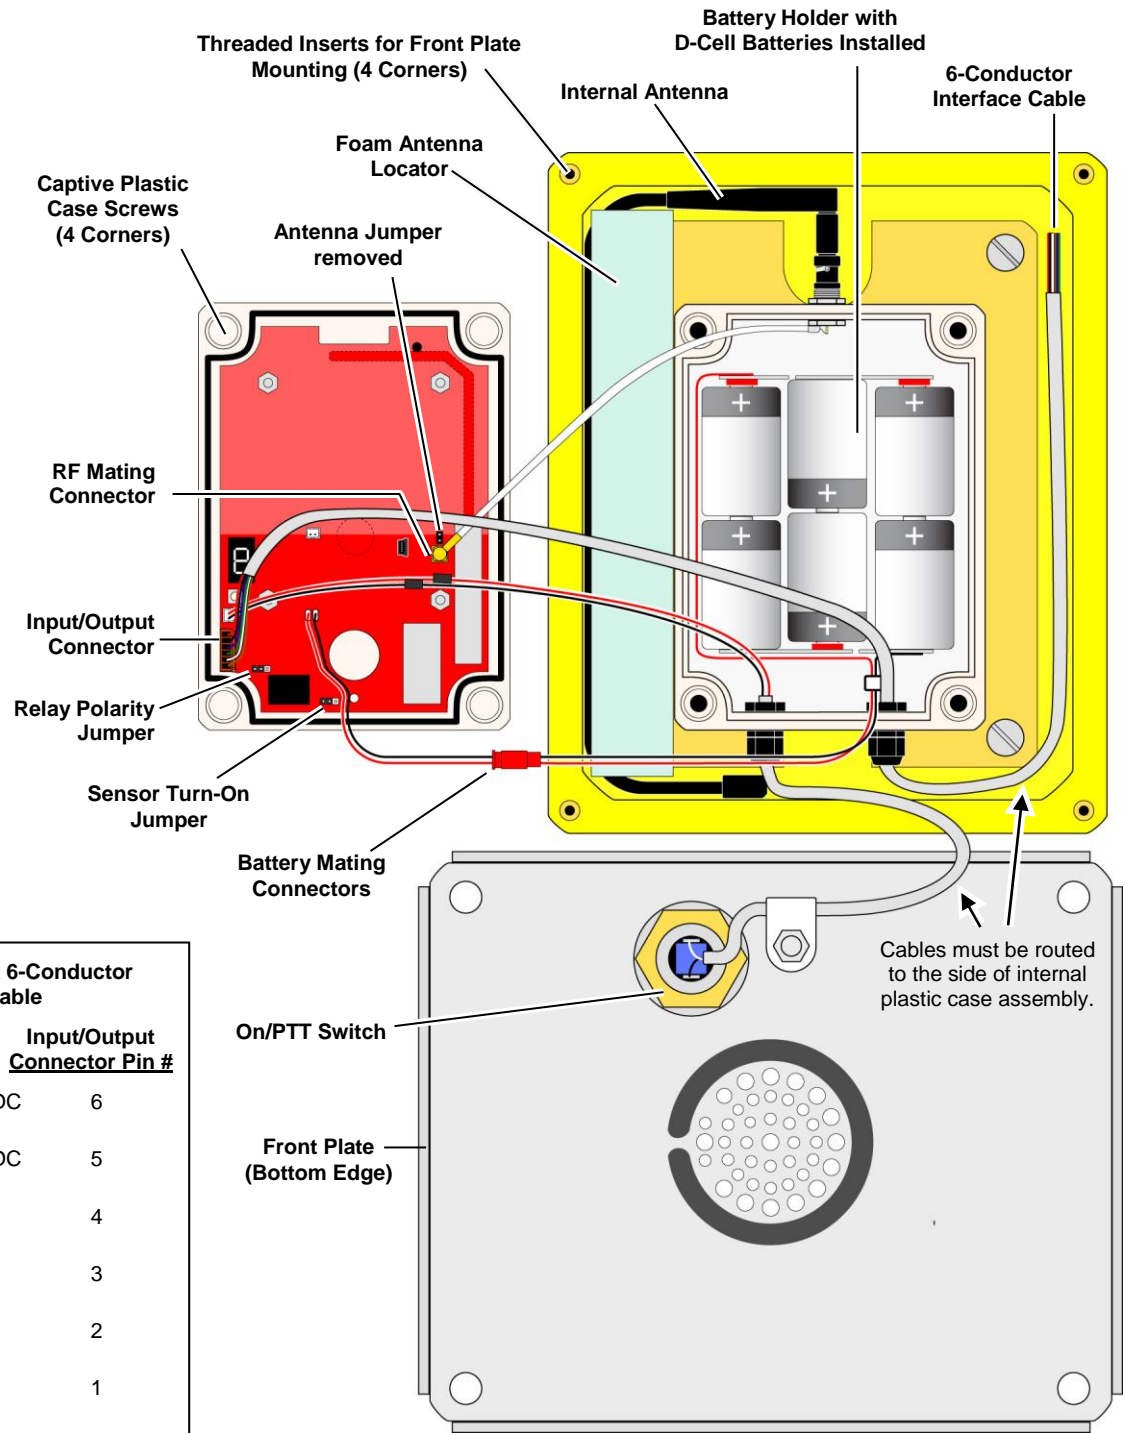 Battery Holder with
D-Cell Batteries Installed
Threaded Inserts for Front Plate
Mounting (4 Corners)
6-Conductor
Interface Cable
Internal Antenna
Foam Antenna
Locator
Captive Plastic
Case Screws
(4 Corners)
Antenna Jumper
removed
RF Mating
Connector
Input/Output
Connector
Relay Polarity
Jumper
Sensor Turn-On
Jumper
Battery Mating
Connectors
Cables must be routed
to the side of internal
plastic case assembly.
On/PTT Switch
Front Plate
(Bottom Edge)
6-Conductor
able
Input/Output
Connector Pin #
DC 6
DC 5
4
3
2
1
8
+ + +
+
+ +
+